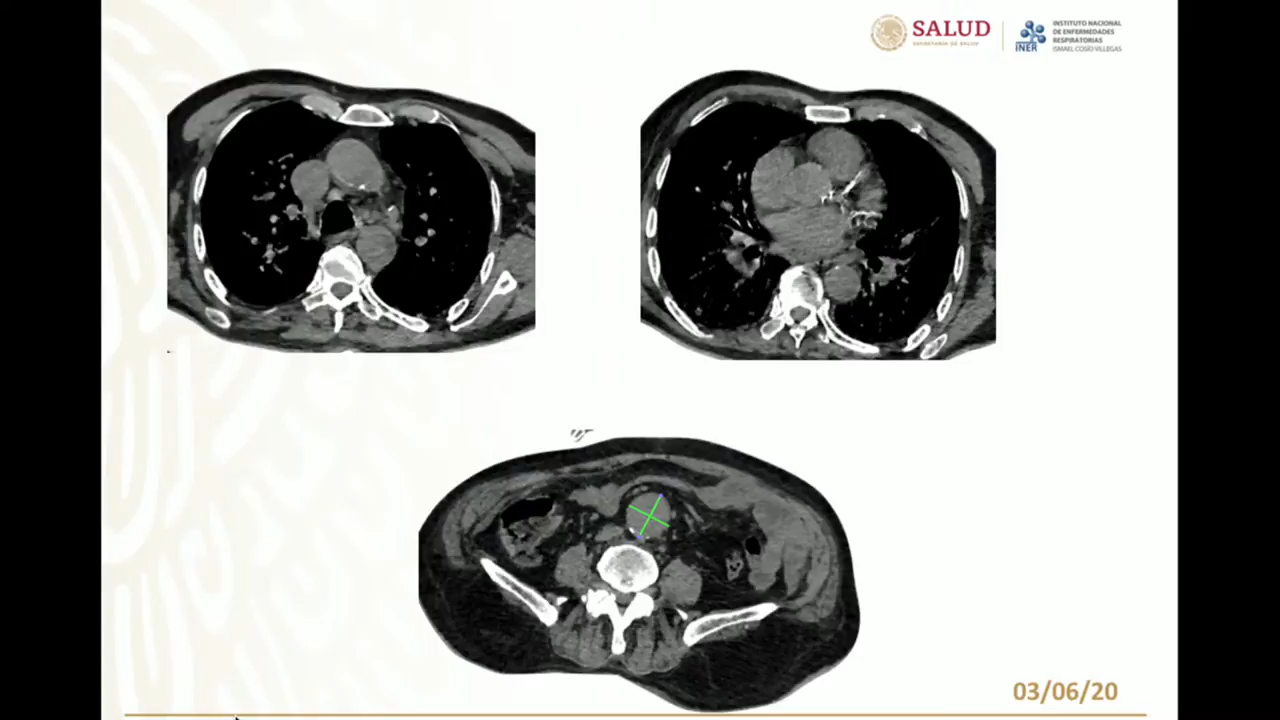 SALUD
SECRETARÍA DE SALUD
INER
INSTITUTO NACIONAL
DE ENFERMEDADES
RESPIRATORIAS
ISMAEL COSÍO VILLEGAS
03/06/20